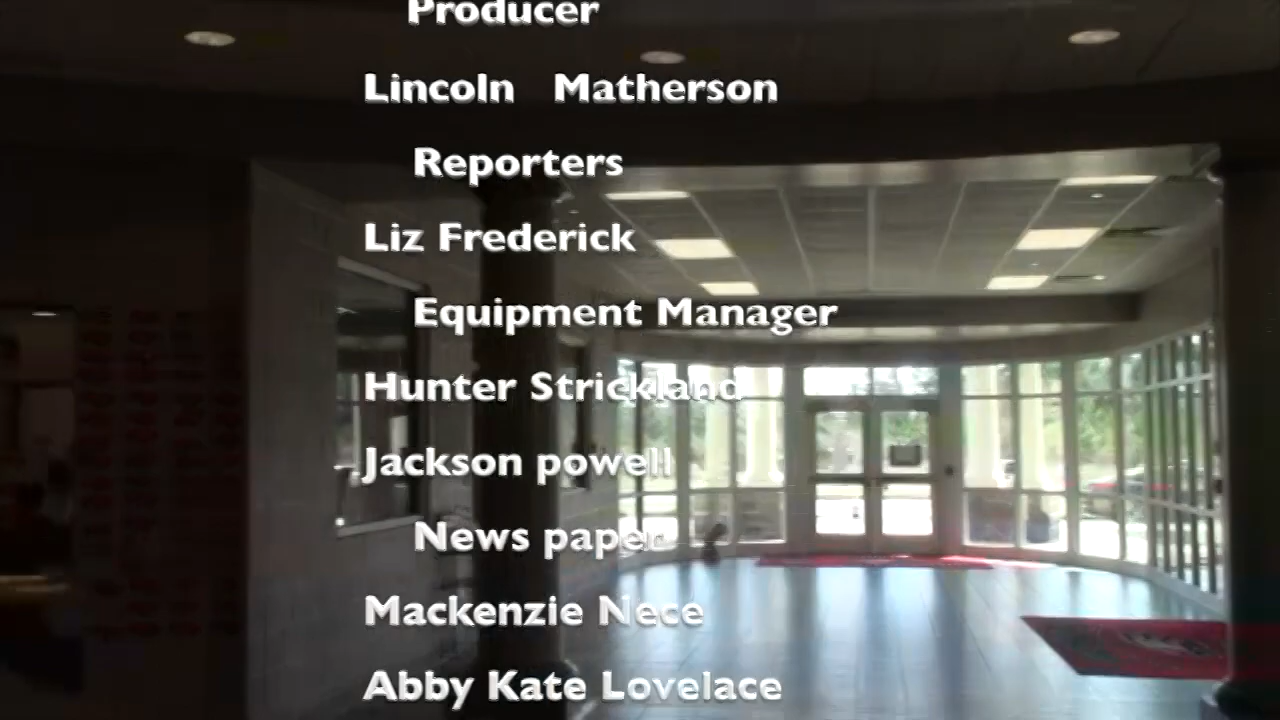 Producer
Lincoln Matherson
Reporters
Liz Frederick
Equipment Manager
Hunter Strickland
Jackson powell
News paper
Mackenzie Nece
Abby Kate Lovelace